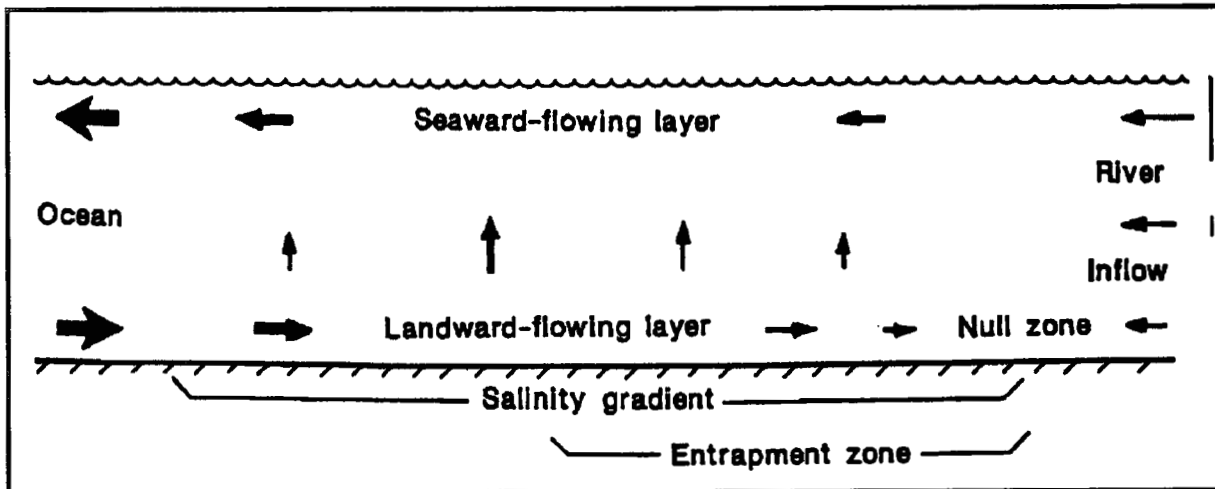 Seaward-flowing layer
River
Ocean
Inflow
Landward-flowing layer
Null zone
Salinity gradient
Entrapment zone